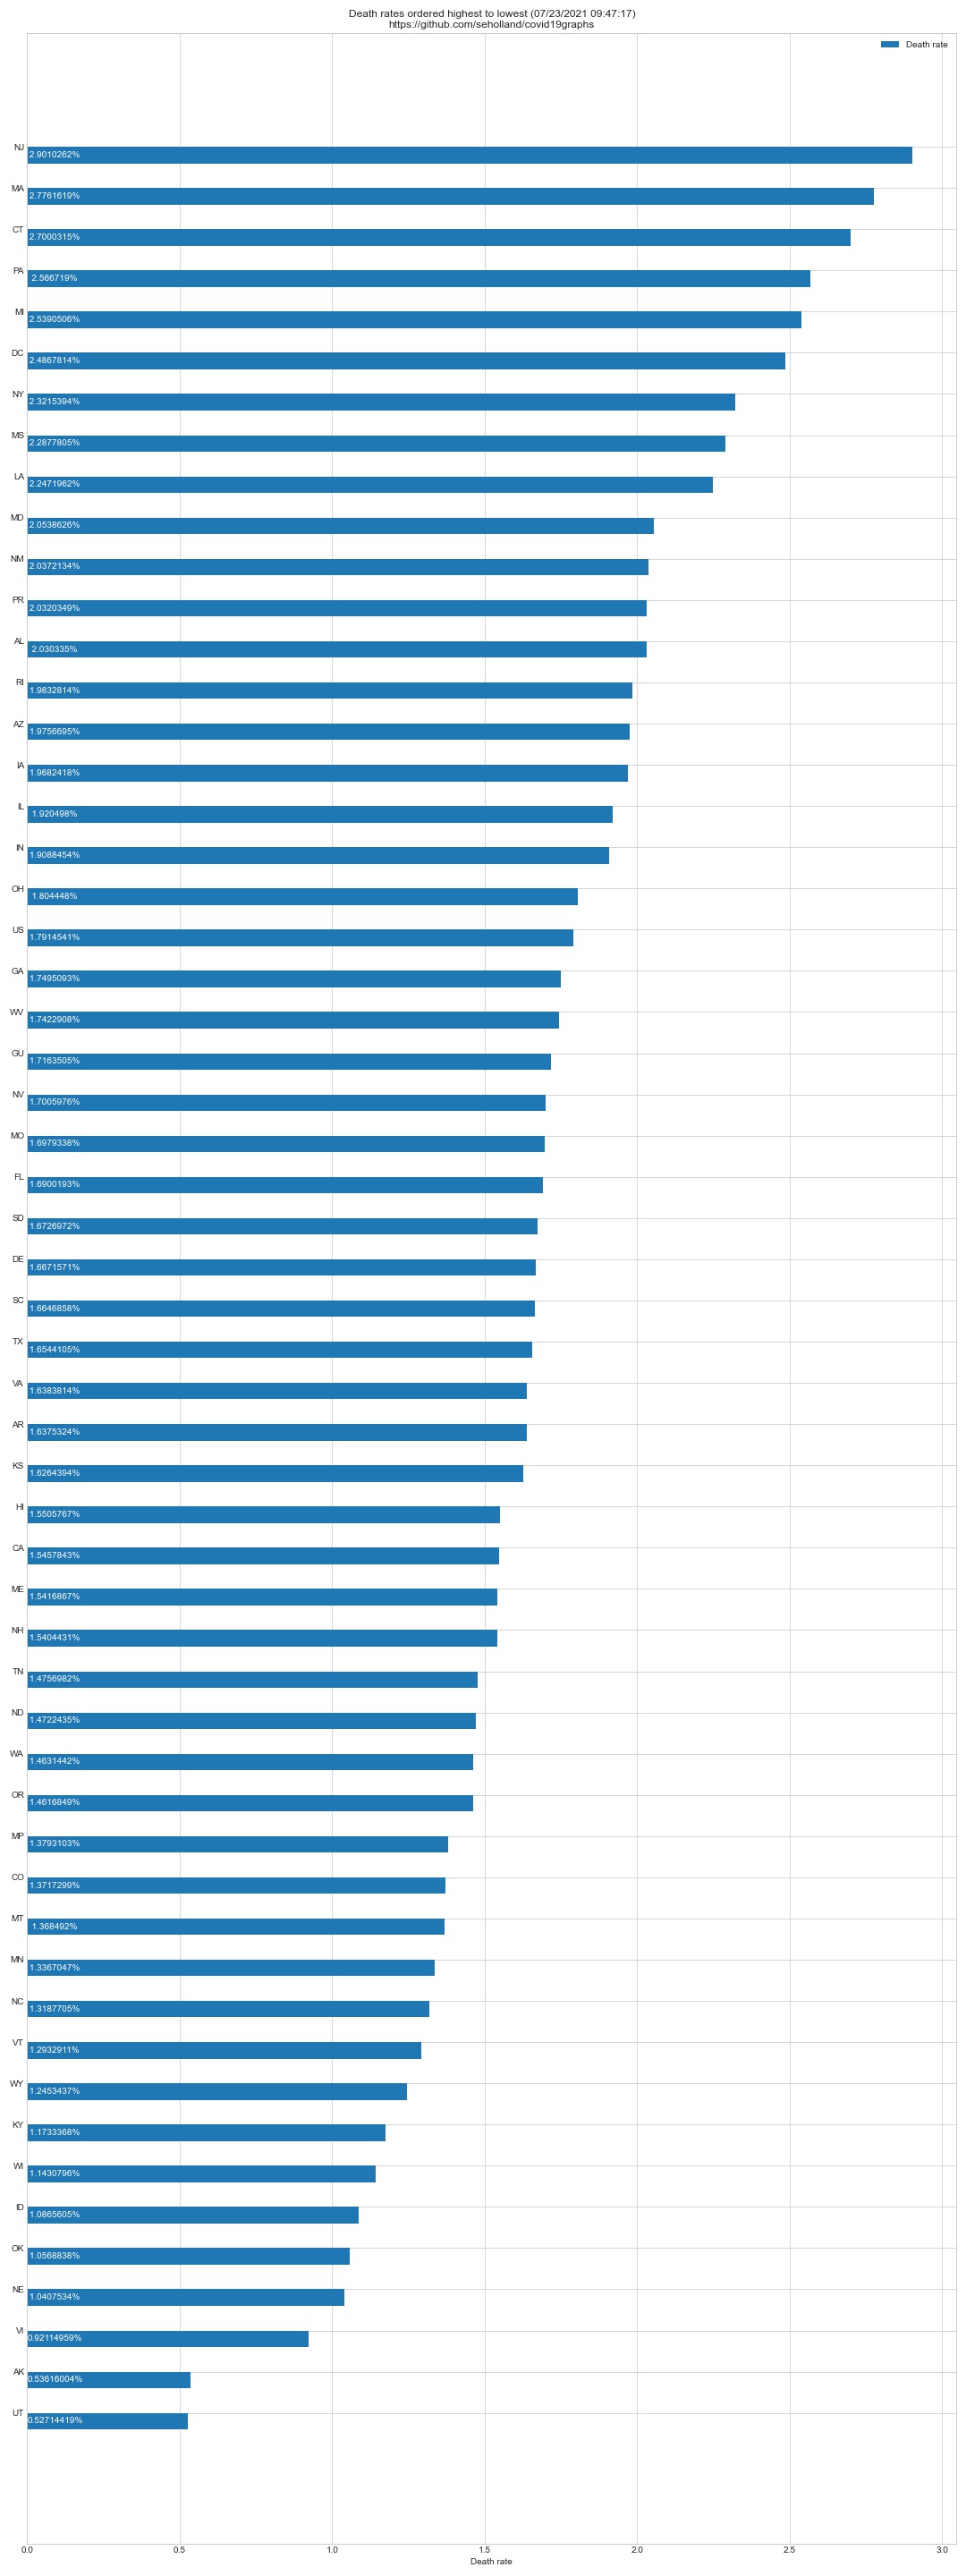 Death rates ordered highest to lowest (07/23/2021 09:47:17)
https://github.com/seholland/covid19graphs
Death rate
NJ 2.9010262%
MA 2.7761619%
CT 2.7000315%
PA 2.566719%
MI 2.5390506%
DC 2.4867814%
NY 2.3215394%
MS 2.2877805%
LA 2.2471962%
MD 2.0538626%
NM 2.0372134%
PR 2.0320349%
AL 2.030335%
RI 1.9832814%
AZ 1.9756695%
IA 1.9682418%
IL 1.920498%
IN 1.9088454%
OH 1.804448%
US 1.7914541%
GA 1.7495093%
WV 1.7422908%
GU 1.7163505%
NV 1.7005976%
MO 1.6979338%
FL 1.6900193%
SD 1.6726972%
DE 1.6671571%
SC 1.6646858%
TX 1.6544105%
VA 1.6383814%
AR 1.6375324%
KS 1.6264394%
HI 1.5505767%
CA 1.5457843%
ME 1.5416867%
NH 1.5404431%
TN 1.4756982%
ND 1.4722435%
WA 1.4631442%
OR 1.4616849%
MP 1.3793103%
CO 1.3717299%
MT 1.368492%
MN 1.3367047%
NC 1.3187705%
VT 1.2932911%
WY 1.2453437%
KY 1.1733368%
WI 1.1430796%
ID 1.0865605%
OK 1.0568838%
NE 1.0407534%
VI 0.92114959%
AK 0.53616004%
UT 0.52714419%
0.0 0.5 1.0 1.5 2.0 2.5 3.0
Death rate